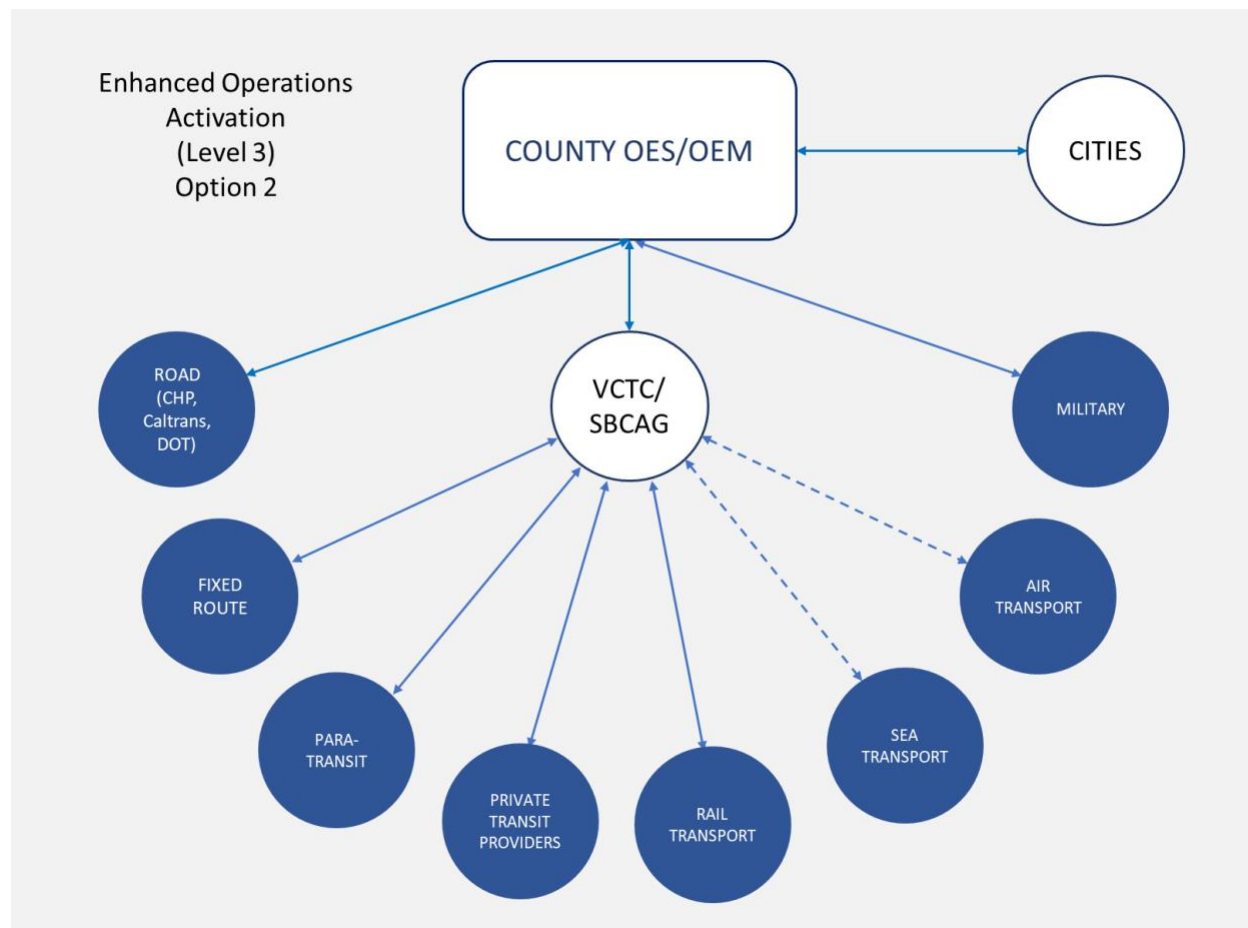 Enhanced Operations
Activation
(Level 3)
Option 2
COUNTY OES/OEM
CITIES
ROAD
(CHP,
Caltrans,
DOT)
VCTC/
SBCAG
MILITARY
FIXED
ROUTE
AIR
TRANSPORT
PARA-
TRANSIT
SEA
TRANSPORT
PRIVATE
TRANSIT
PROVIDERS
RAIL
TRANSPORT